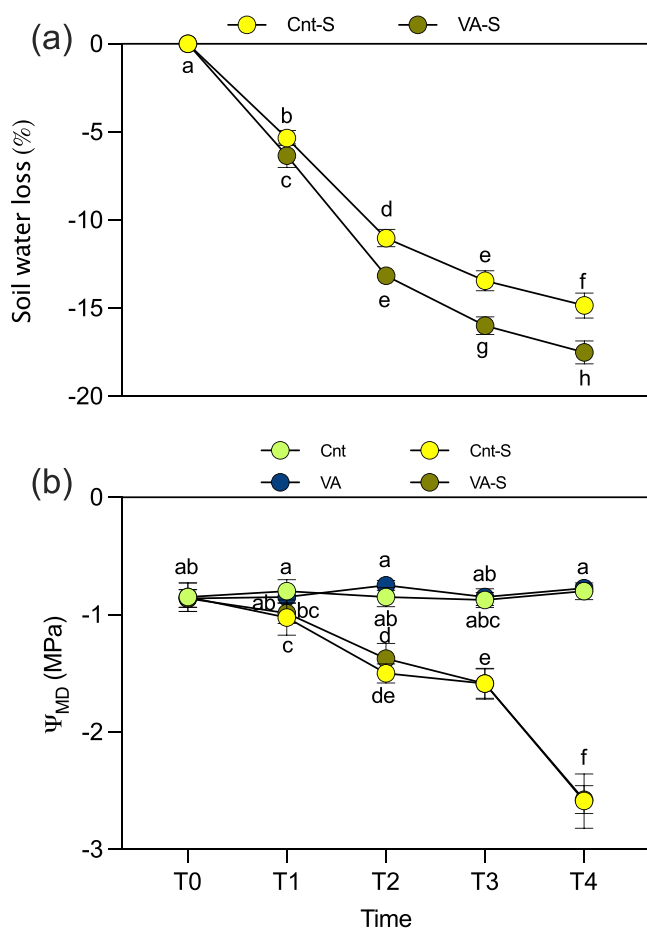 (a)
Cnt-S VA-S
0
a
b
-5
c
d
-10
e
e
f
-15
g
h
-20
Soil water loss (%)
Cnt Cnt-S
VA VA-S
(b)
0
ab a a ab a
ab bc
-1
ab abc
d
c
e
de
-2
f
-3
ΨMD (MPa)
T0 T1 T2 T3 T4
Time